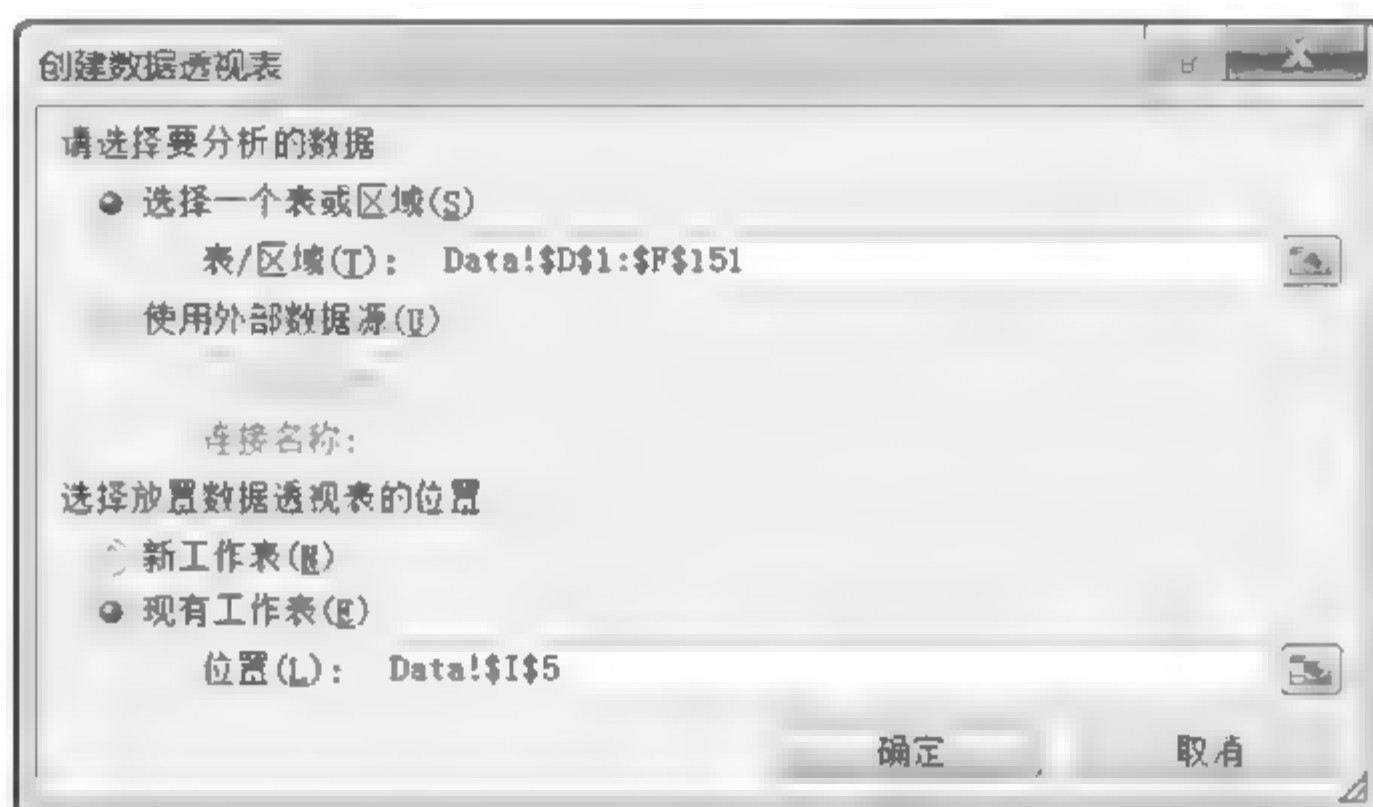 创建数据透视表
请选择要分析的数据
选择一个表或区域(S)
表/区域(T): Data!$D$1:$F$151
使用外部数据源(U)
连接名称:
选择放置数据透视表的位置
新工作表(N)
现有工作表(E)
位置(L): Data!$I$5
确定 取消